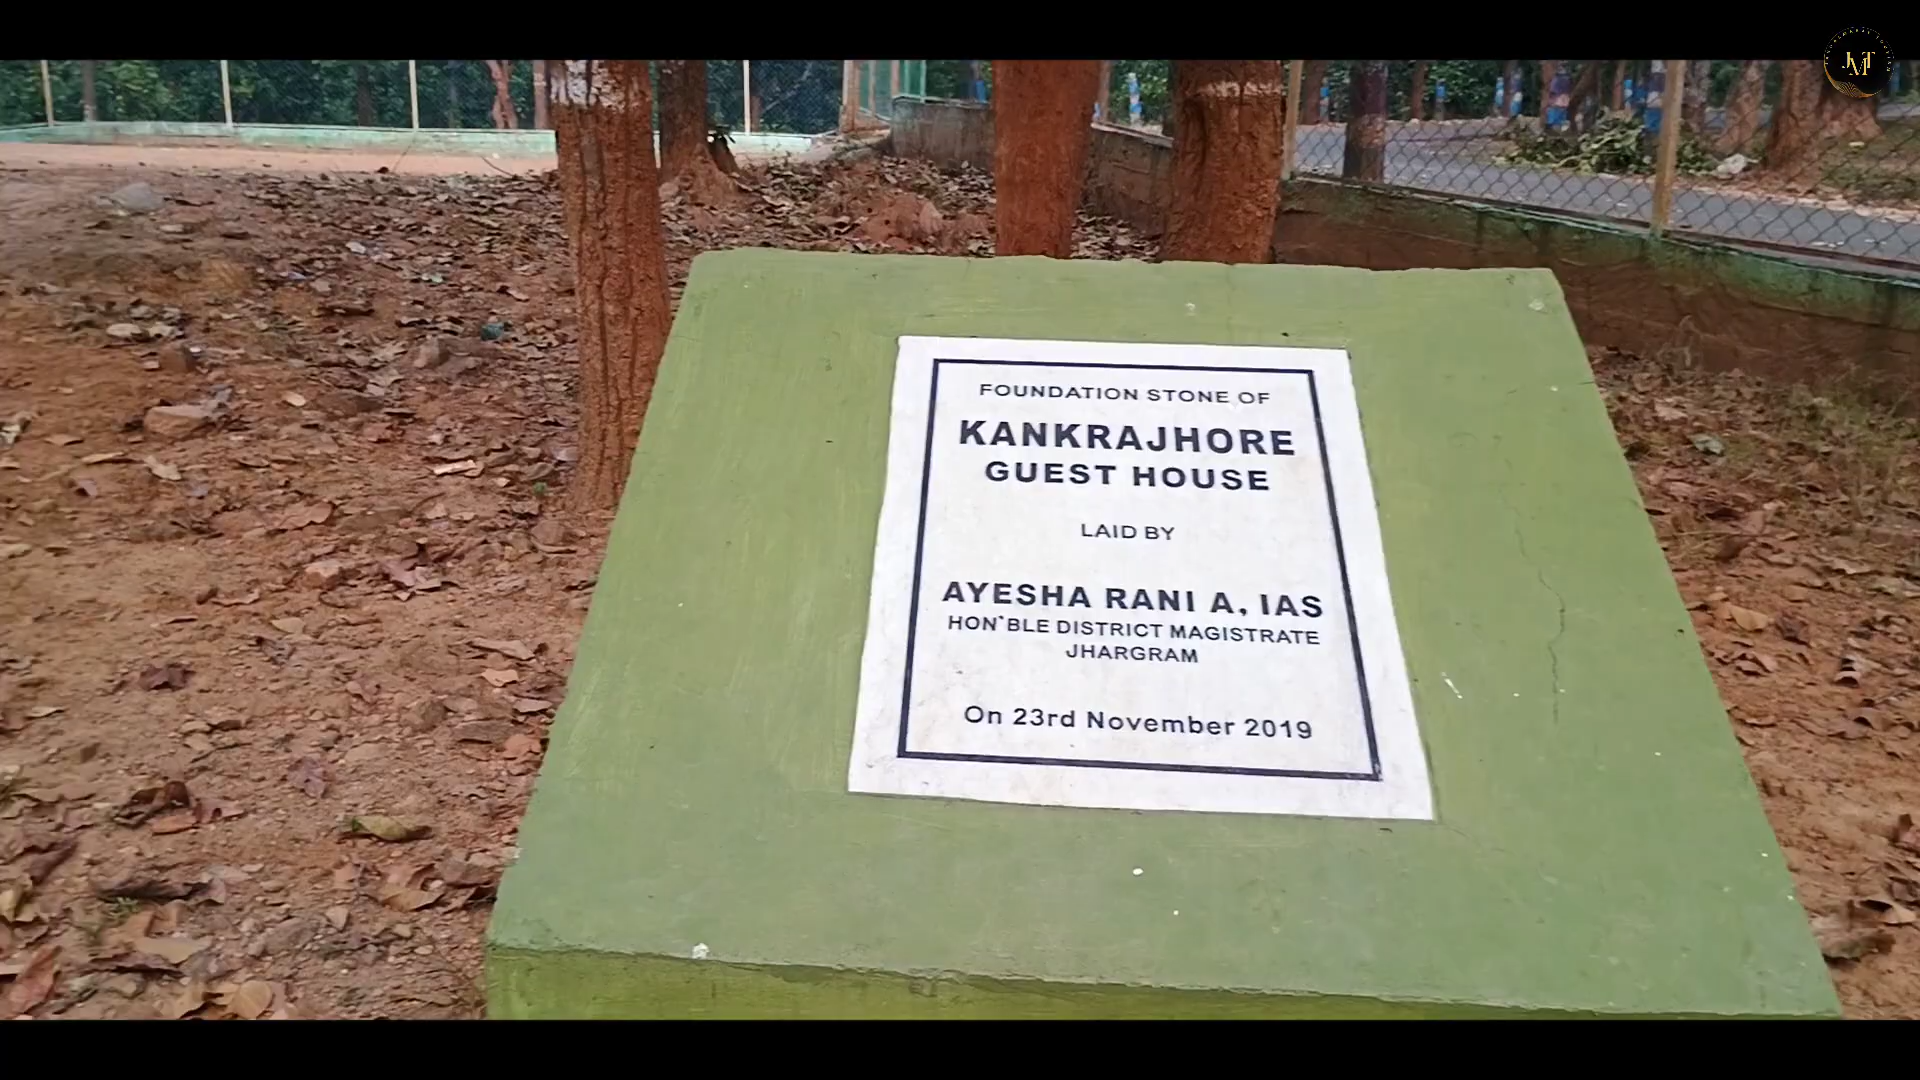 FOUNDATION STONE OF
KANKRAJHORE
GUEST HOUSE
LAID BY
AYESHA RANI A, IAS
HON'BLE DISTRICT MAGISTRATE
JHARGRAM
On 23rd November 2019
JMT